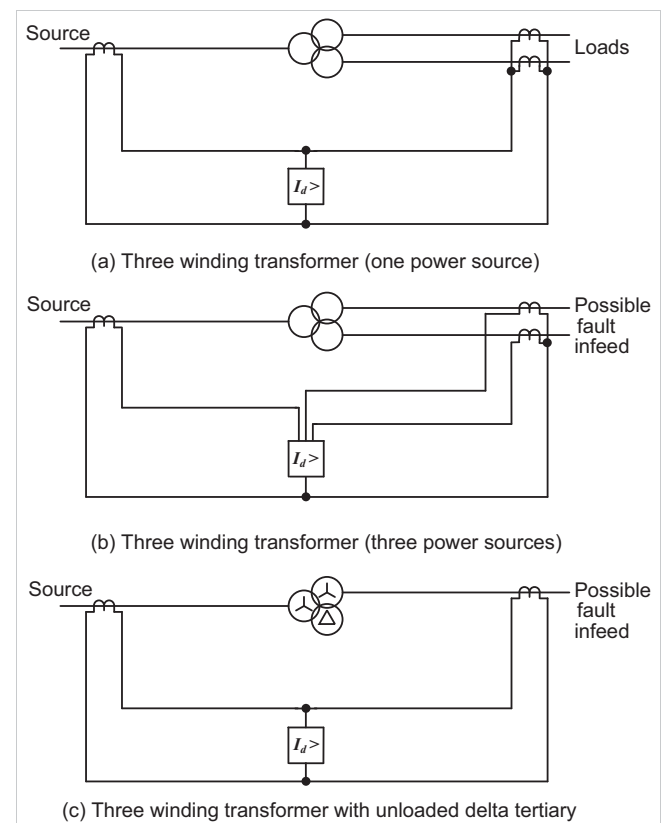 Source
Loads
I_d >
(a) Three winding transformer (one power source)
Source
Possible
fault
infeed
I_d >
(b) Three winding transformer (three power sources)
Source
Possible
fault
infeed
I_d >
(c) Three winding transformer with unloaded delta tertiary